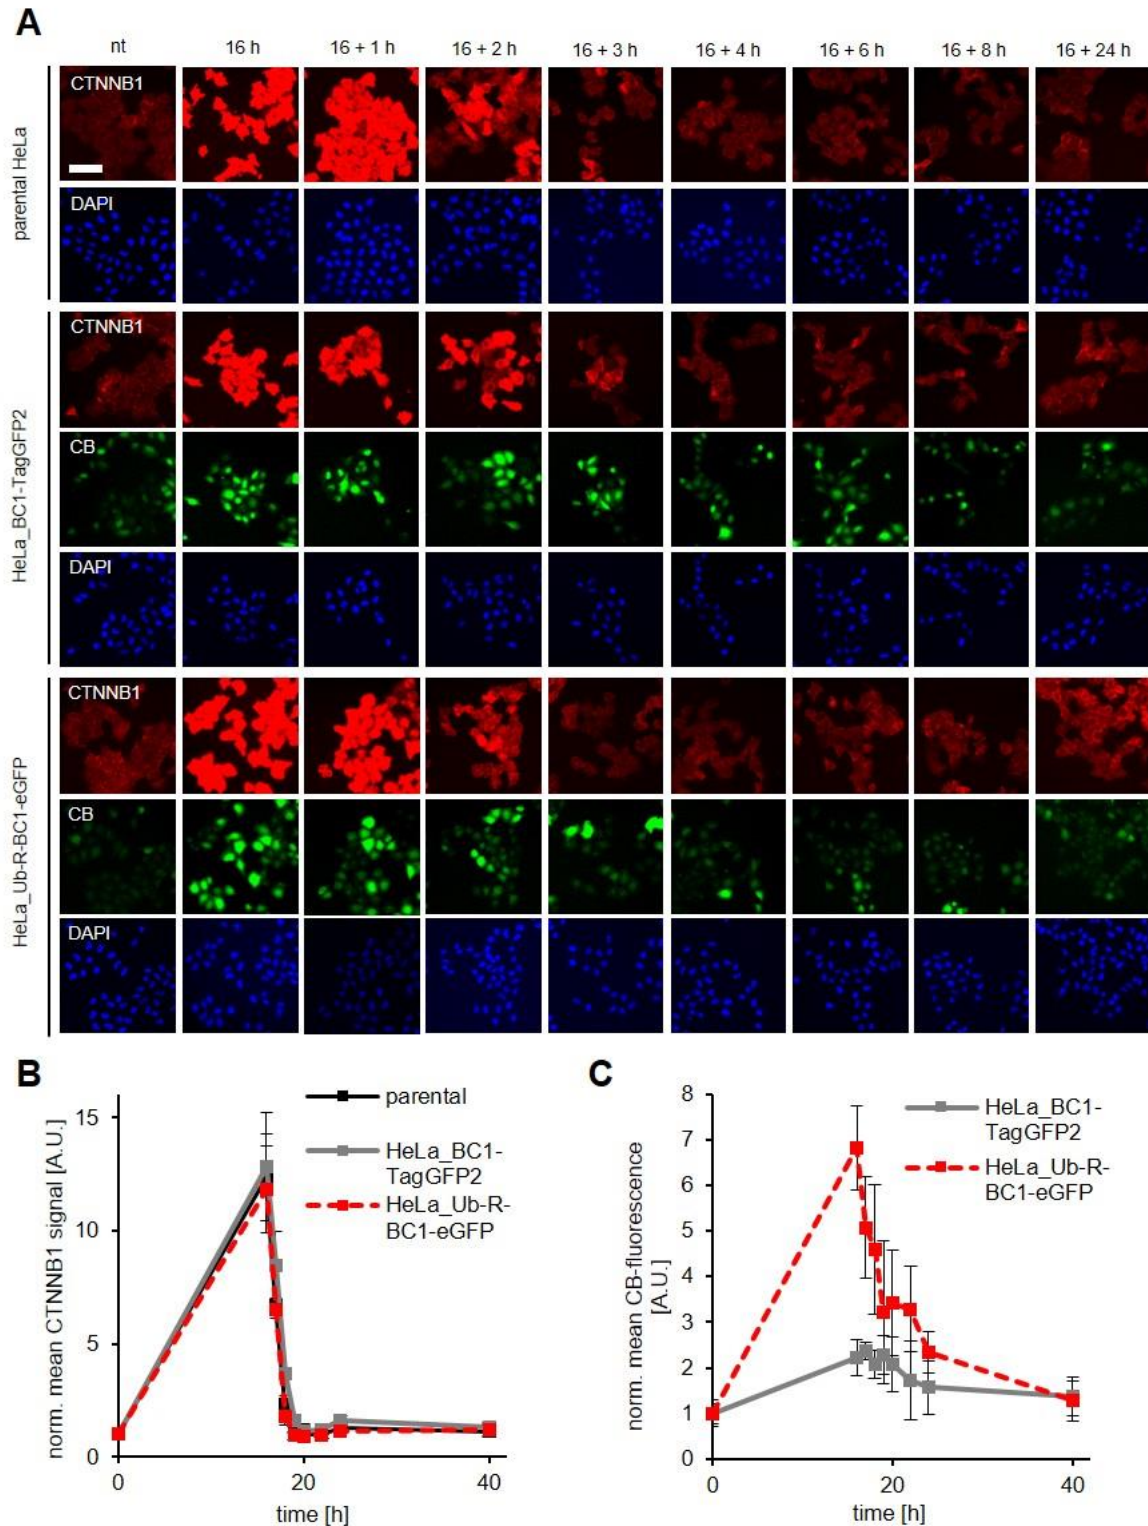 A
nt 16 h 16 + 1 h 16 + 2 h 16 + 3 h 16 + 4 h 16 + 6 h 16 + 8 h 16 + 24 h
parental HeLa
CTNNB1
DAPI
HeLa_BC1-TagGFP2
CTNNB1
CB
DAPI
HeLa_Ub-R-BC1-eGFP
CTNNB1
CB
DAPI
B
norm. mean CTNNB1 signal [A.U.]
15
10
5
0
0 20 40
time [h]
parental
HeLa_BC1-
TagGFP2
HeLa_Ub-R-
BC1-eGFP
C
norm. mean CB-fluorescence
[A.U.]
8
7
6
5
4
3
2
1
0
0 20 40
time [h]
HeLa_BC1-
TagGFP2
HeLa_Ub-R-
BC1-eGFP